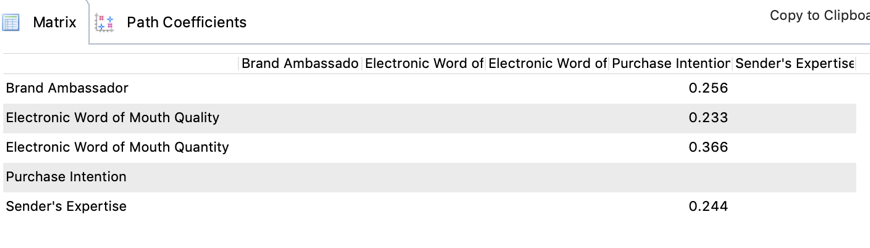 Matrix Path Coefficients Copy to Clipboa
Brand Ambassado Electronic Word of Electronic Word of Purchase Intention Sender's Expertise
Brand Ambassador 0.256
Electronic Word of Mouth Quality 0.233
Electronic Word of Mouth Quantity 0.366
Purchase Intention
Sender's Expertise 0.244